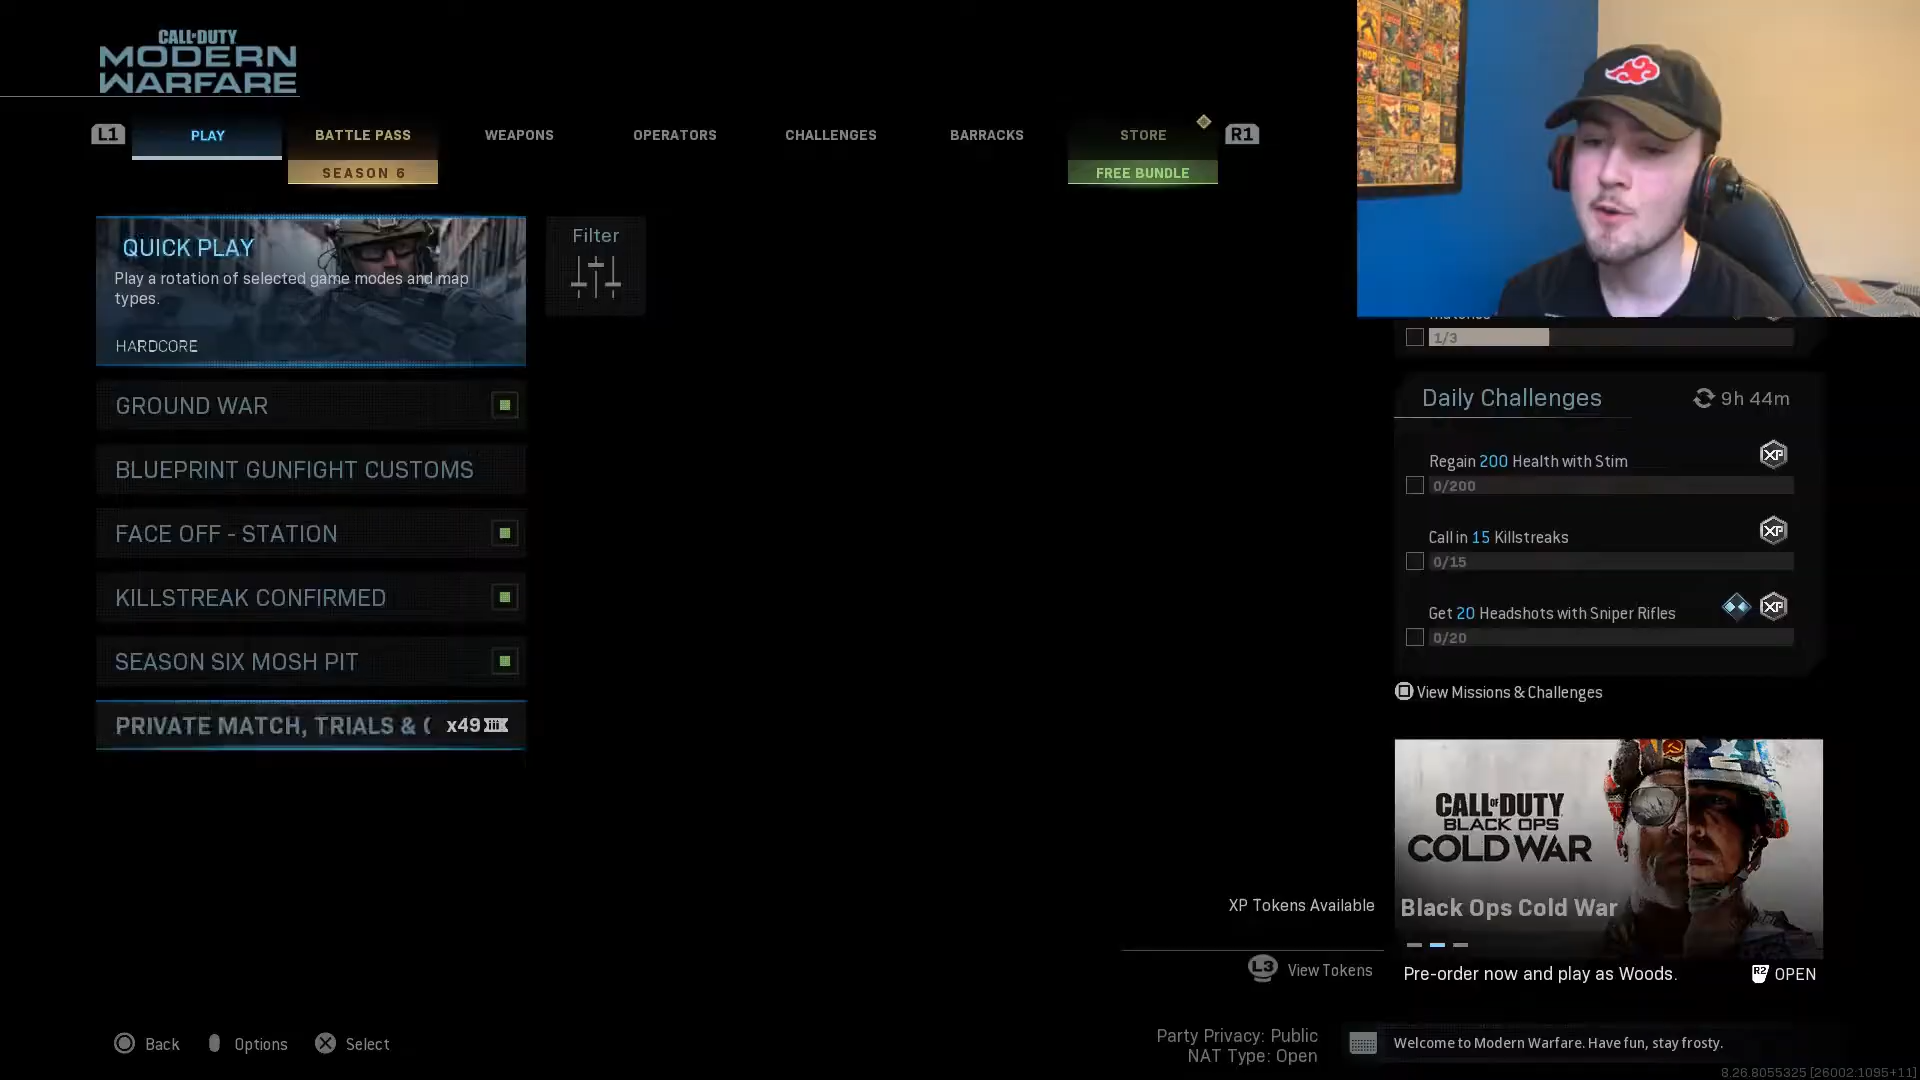 CALL OF DUTY
MODERN
WARFARE
L1
PLAY
BATTLE PASS
SEASON 6
WEAPONS
OPERATORS
CHALLENGES
BARRACKS
STORE
FREE BUNDLE
R1
QUICK PLAY
Play a rotation of selected game modes and map
types.
HARDCORE
Filter
GROUND WAR
BLUEPRINT GUNFIGHT CUSTOMS
FACE OFF - STATION
KILLSTREAK CONFIRMED
SEASON SIX MOSH PIT
PRIVATE MATCH, TRIALS & x49
1/3
Daily Challenges 9h 44m
Regain 200 Health with Stim XP
0/200
Call in 15 Killstreaks XP
0/15
Get 20 Headshots with Sniper Rifles XP
0/20
View Missions & Challenges
CALL OF DUTY
BLACK OPS
COLD WAR
Black Ops Cold War
Pre-order now and play as Woods. R2 OPEN
XP Tokens Available
L3 View Tokens
Back Options Select
Party Privacy: Public
NAT Type: Open
Welcome to Modern Warfare. Have fun, stay frosty.
8.26.8055325 [26002:1095+11]